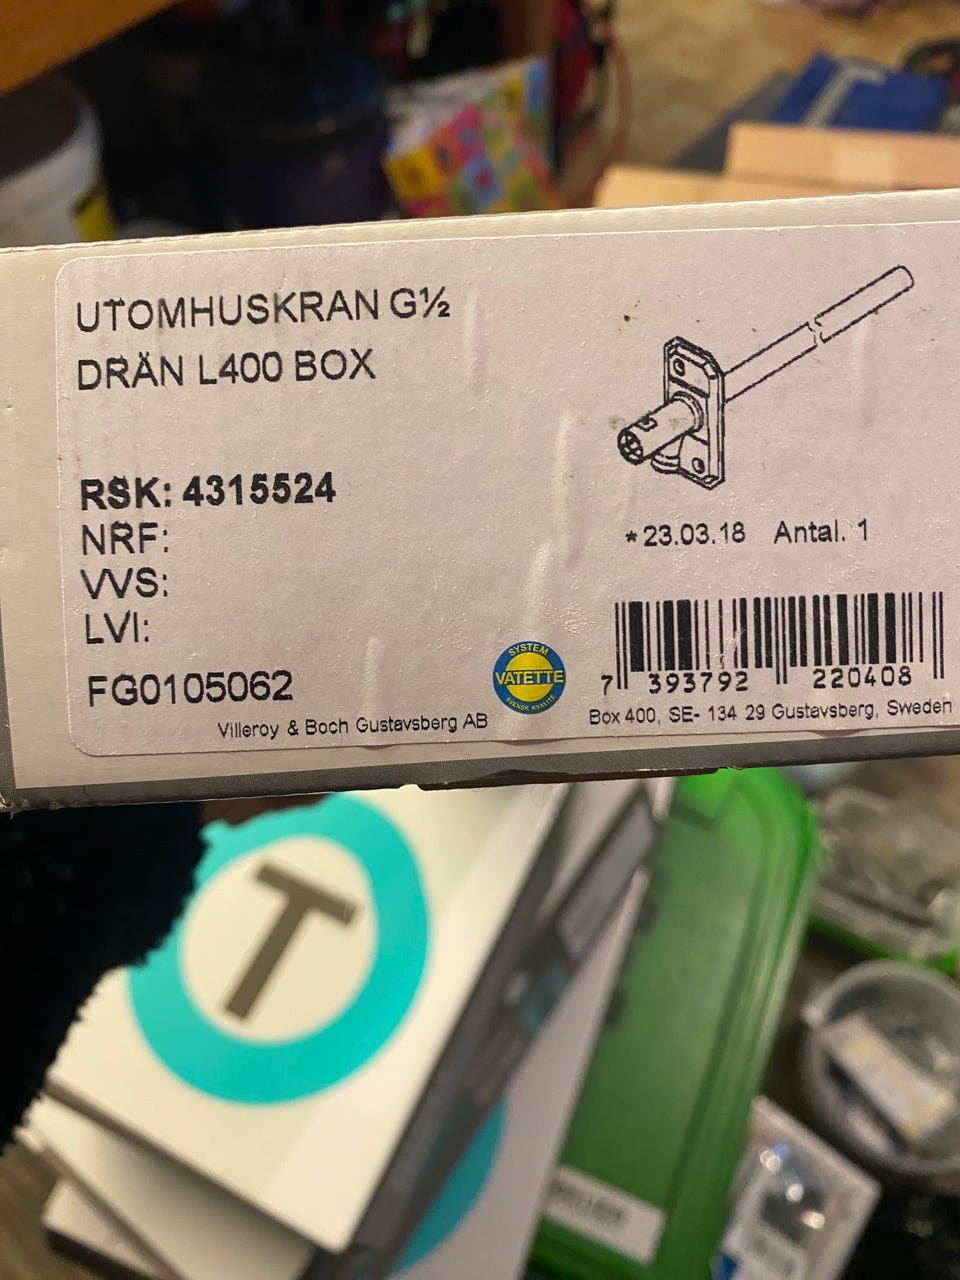 UTOMHUSKRAN G½
DRÄN L400 BOX
RSK: 4315524
NRF:
VVS:
LVI:
FG0105062
Villeroy & Boch Gustavsberg AB
*23.03.18 Antal. 1
SYSTEM
VATETTE
SVENSK KVALITE
7 393792 220408
Box 400, SE- 134 29 Gustavsberg, Sweden
T